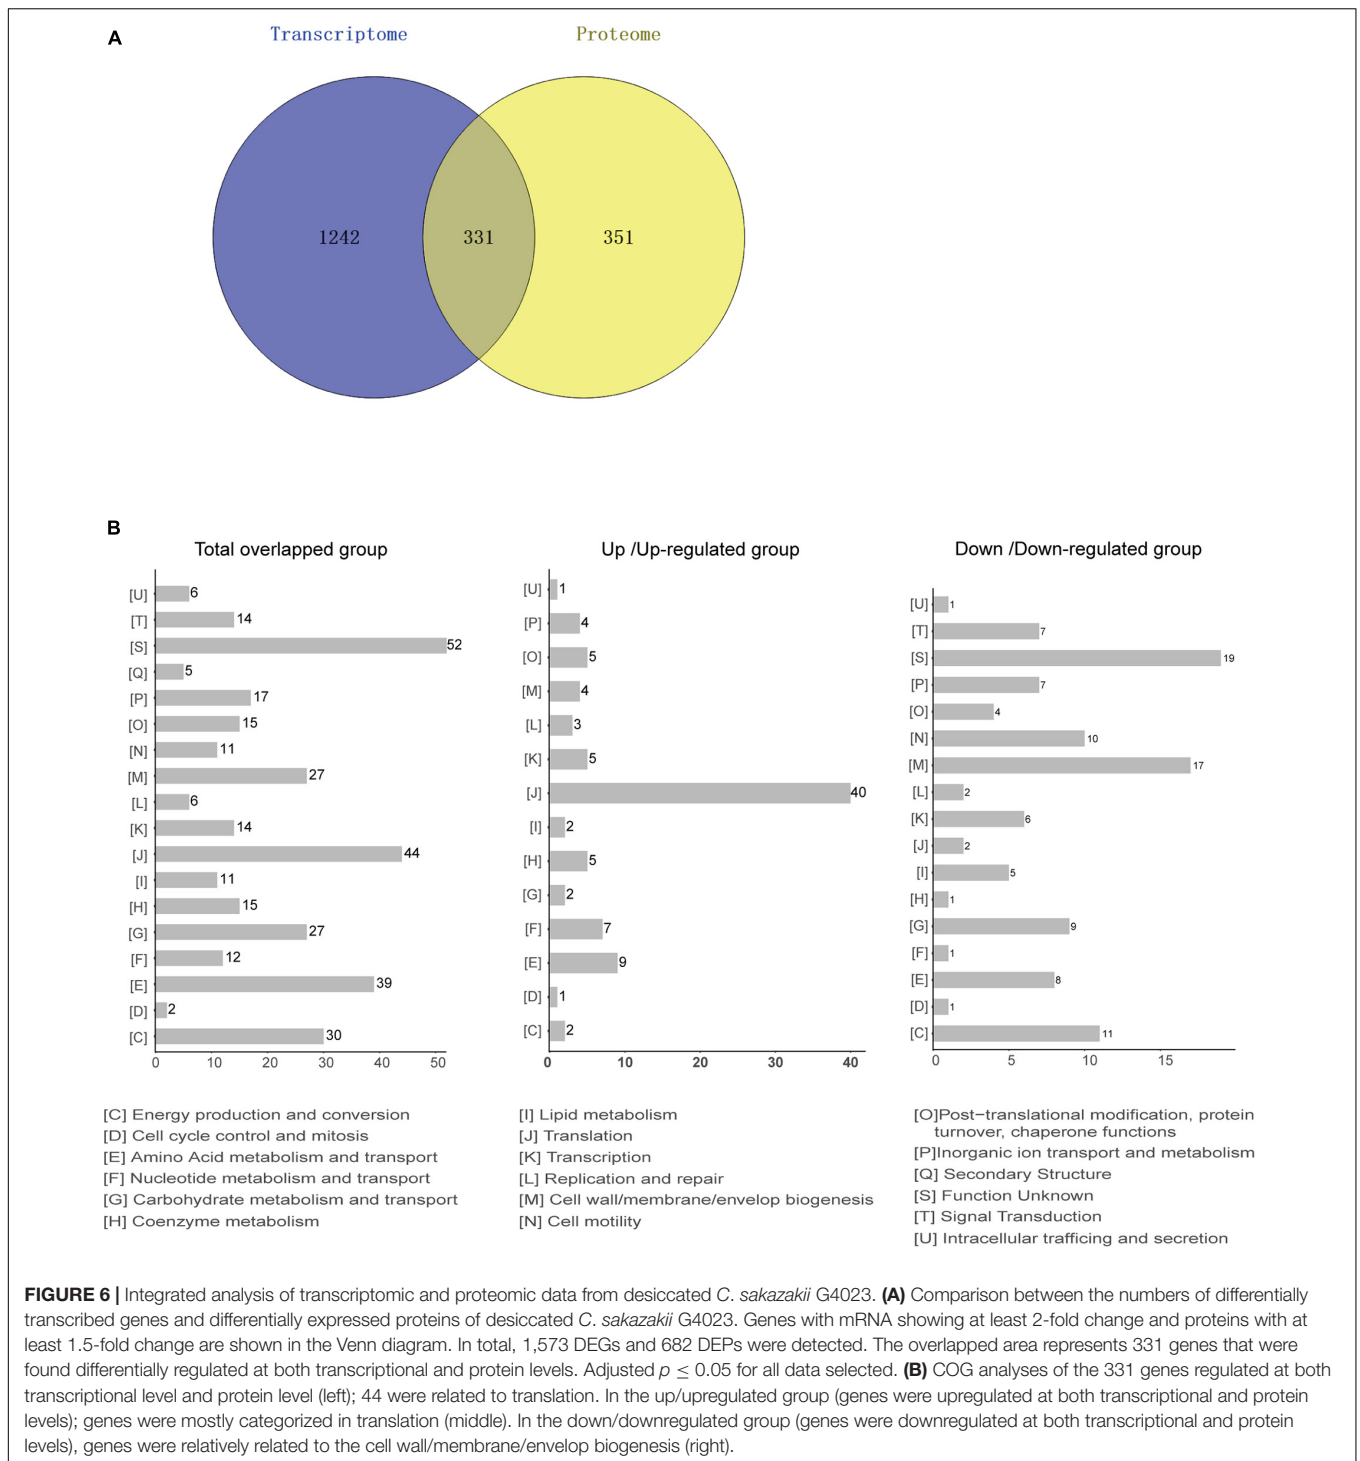 A
Transcriptome Proteome
1242 331 351
B
Total overlapped group
[U] 6
[T] 14
[S] 52
[Q] 5
[P] 17
[O] 15
[N] 11
[M] 27
[L] 6
[K] 14
[J] 44
[I] 11
[H] 15
[G] 27
[F] 12
[E] 39
[D] 2
[C] 30
0 10 20 30 40 50
Up /Up-regulated group
[U] 1
[P] 4
[O] 5
[M] 4
[L] 3
[K] 5
[J] 40
[I] 2
[H] 5
[G] 2
[F] 7
[E] 9
[D] 1
[C] 2
0 10 20 30 40
Down /Down-regulated group
[U] 1
[T] 7
[S] 19
[P] 7
[O] 4
[N] 10
[M] 17
[L] 2
[K] 6
[J] 2
[I] 5
[H] 1
[G] 9
[F] 1
[E] 8
[D] 1
[C] 11
0 5 10 15
[C] Energy production and conversion
[D] Cell cycle control and mitosis
[E] Amino Acid metabolism and transport
[F] Nucleotide metabolism and transport
[G] Carbohydrate metabolism and transport
[H] Coenzyme metabolism
[I] Lipid metabolism
[J] Translation
[K] Transcription
[L] Replication and repair
[M] Cell wall/membrane/envelop biogenesis
[N] Cell motility
[O]Post−translational modification, protein
turnover, chaperone functions
[P]Inorganic ion transport and metabolism
[Q] Secondary Structure
[S] Function Unknown
[T] Signal Transduction
[U] Intracellular trafficing and secretion
FIGURE 6 | Integrated analysis of transcriptomic and proteomic data from desiccated C. sakazakii G4023. (A) Comparison between the numbers of differentially
transcribed genes and differentially expressed proteins of desiccated C. sakazakii G4023. Genes with mRNA showing at least 2-fold change and proteins with at
least 1.5-fold change are shown in the Venn diagram. In total, 1,573 DEGs and 682 DEPs were detected. The overlapped area represents 331 genes that were
found differentially regulated at both transcriptional and protein levels. Adjusted p ≤ 0.05 for all data selected. (B) COG analyses of the 331 genes regulated at both
transcriptional level and protein level (left); 44 were related to translation. In the up/upregulated group (genes were upregulated at both transcriptional and protein
levels); genes were mostly categorized in translation (middle). In the down/downregulated group (genes were downregulated at both transcriptional and protein
levels), genes were relatively related to the cell wall/membrane/envelop biogenesis (right).